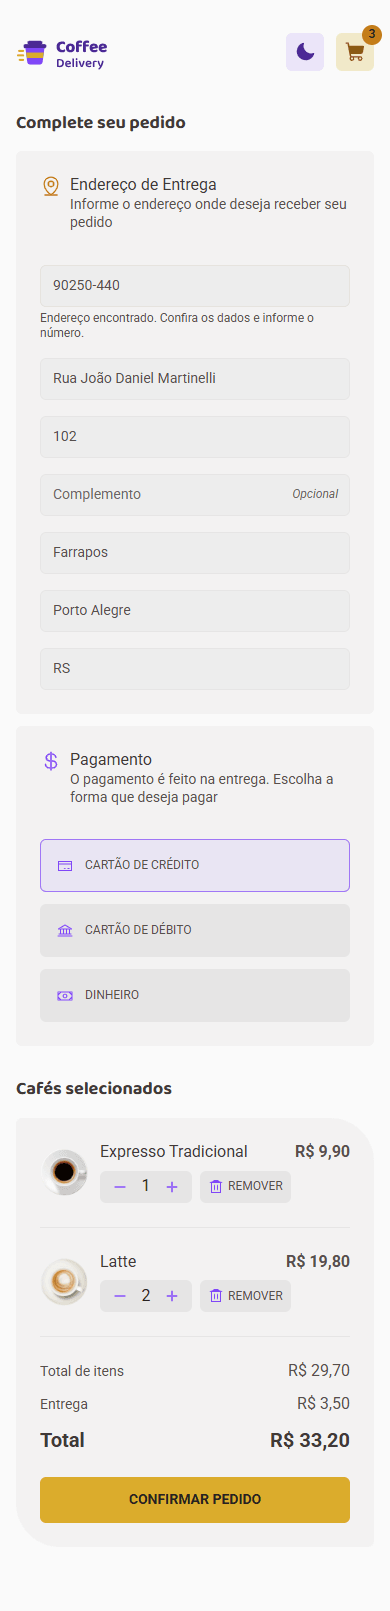 Coffee
Delivery
3
Complete seu pedido
Endereço de Entrega
Informe o endereço onde deseja receber seu
pedido
90250-440
Endereço encontrado. Confira os dados e informe o
número.
Rua João Daniel Martinelli
102
Complemento Opcional
Farrapos
Porto Alegre
RS
Pagamento
O pagamento é feito na entrega. Escolha a
forma que deseja pagar
CARTÃO DE CRÉDITO
CARTÃO DE DÉBITO
DINHEIRO
Cafés selecionados
Expresso Tradicional R$ 9,90
1 REMOVER
Latte R$ 19,80
2 REMOVER
Total de itens R$ 29,70
Entrega R$ 3,50
Total R$ 33,20
CONFIRMAR PEDIDO